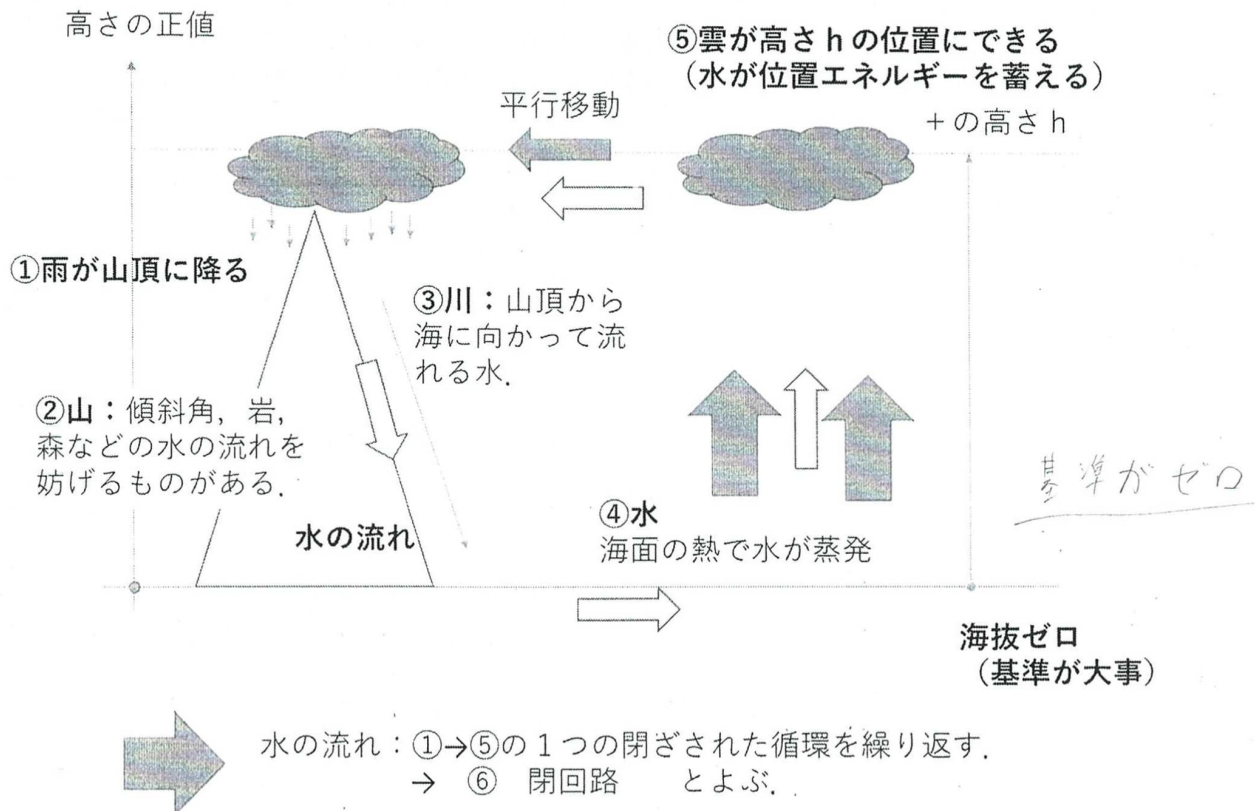 高さの正値
⑤雲が高さhの位置にできる
（水が位置エネルギーを蓄える）
平行移動
+の高さh
①雨が山頂に降る
③川：山頂から
海に向かって流
れる水.
②山：傾斜角，岩，
森などの水の流れを
妨げるものがある.
水の流れ
④水
海面の熱で水が蒸発
基準がゼロ
海抜ゼロ
（基準が大事）
水の流れ：①→⑤の１つの閉ざされた循環を繰り返す.
→ ⑥ 閉回路 とよぶ.